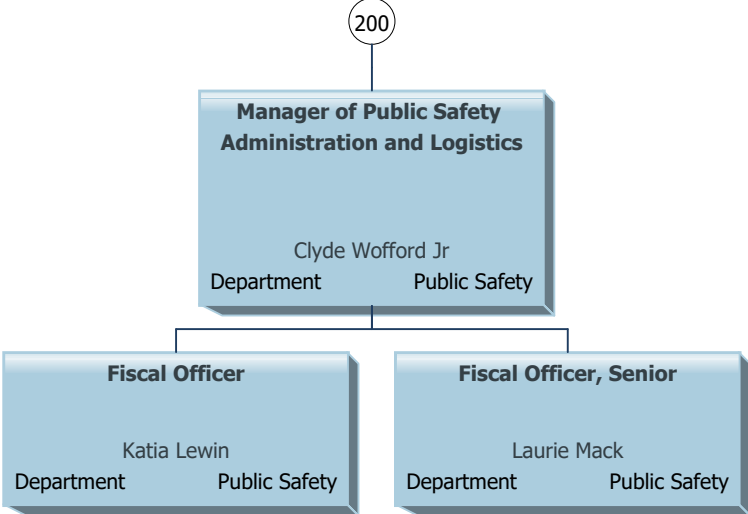 200
Manager of Public Safety
Administration and Logistics
Clyde Wofford Jr
Department Public Safety
Fiscal Officer
Katia Lewin
Department Public Safety
Fiscal Officer, Senior
Laurie Mack
Department Public Safety